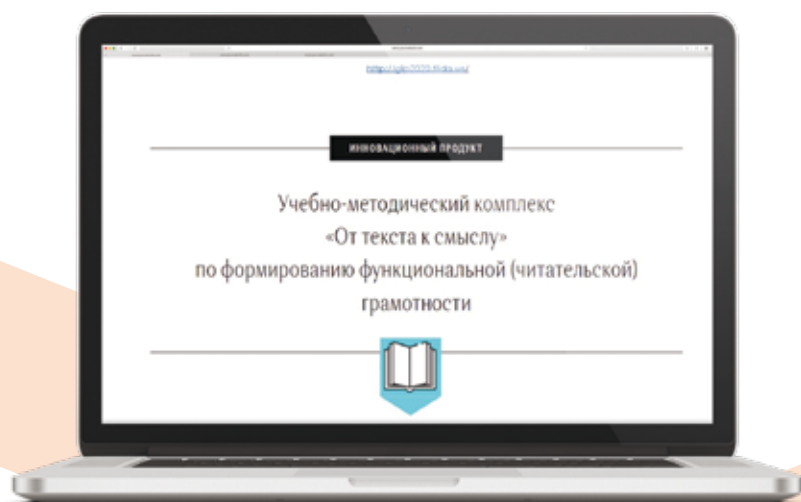 ИННОВАЦИОННЫЙ ПРОДУКТ
Учебно-методический комплекс
«От текста к смыслу»
по формированию функциональной (читательской)
грамотности